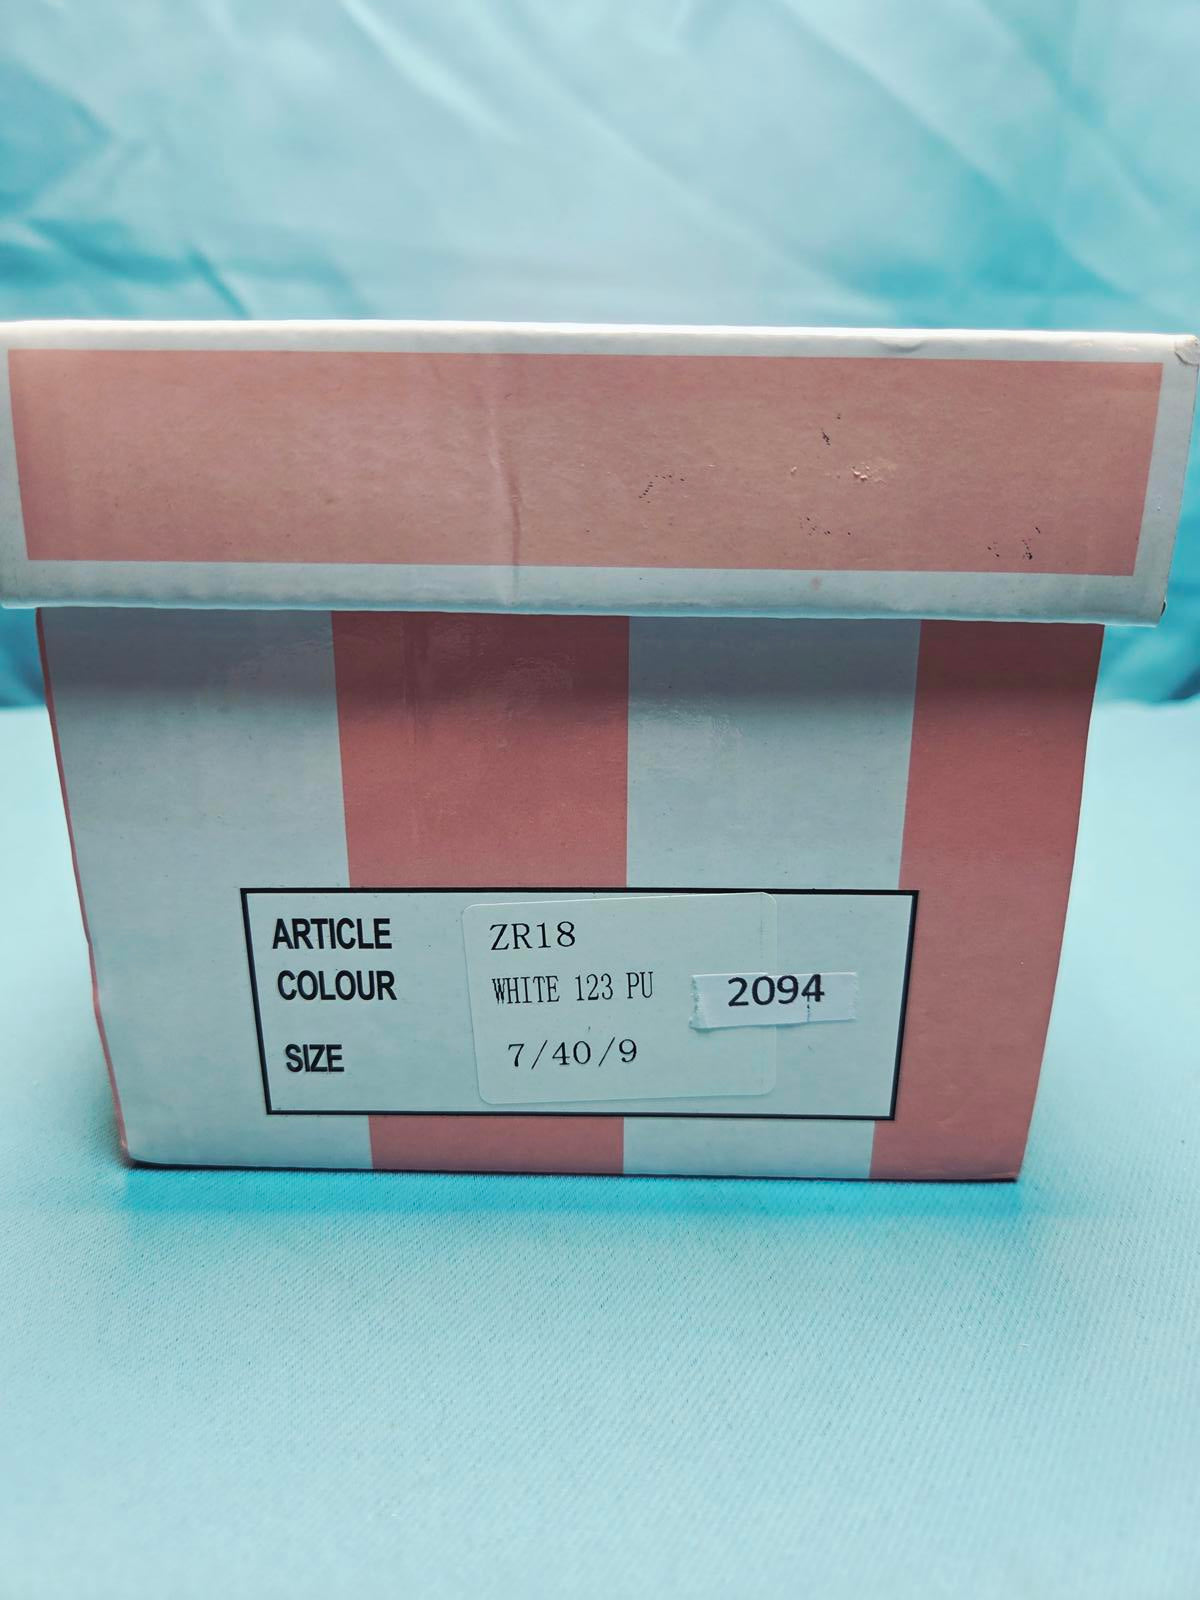 ARTICLE ZR18
COLOUR WHITE 123 PU 2094
SIZE 7/40/9